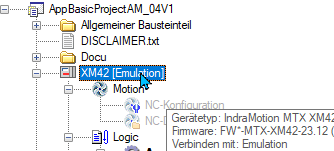 AppBasicProjectAM_04V1
Allgemeiner Bausteinteil
DISCLAIMER.txt
Docu
XM42 [Emulation]
Motion
NC-Konfiguration
NC-D
Gerätetyp: IndraMotion MTX XM42
Firmware: FW*-MTX-XM42-23.12 (
Verbinden mit: Emulation
Logic